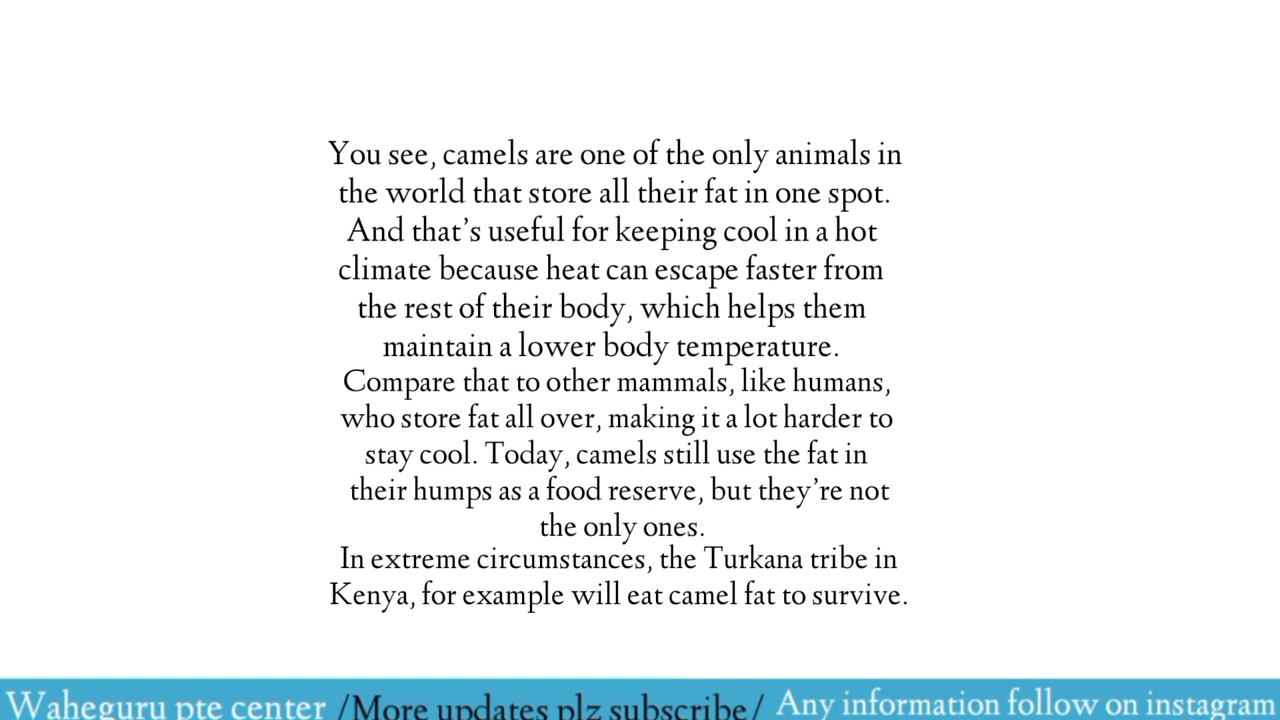 You see, camels are one of the only animals in
the world that store all their fat in one spot.
And that's useful for keeping cool in a hot
climate because heat can escape faster from
the rest of their body, which helps them
maintain a lower body temperature.
Compare that to other mammals, like humans,
who store fat all over, making it a lot harder to
stay cool. Today, camels still use the fat in
their humps as a food reserve, but they're not
the only ones.
In extreme circumstances, the Turkana tribe in
Kenya, for example will eat camel fat to survive.
Waheguru pte center /More updates plz subscribe/ Any information follow on instagram